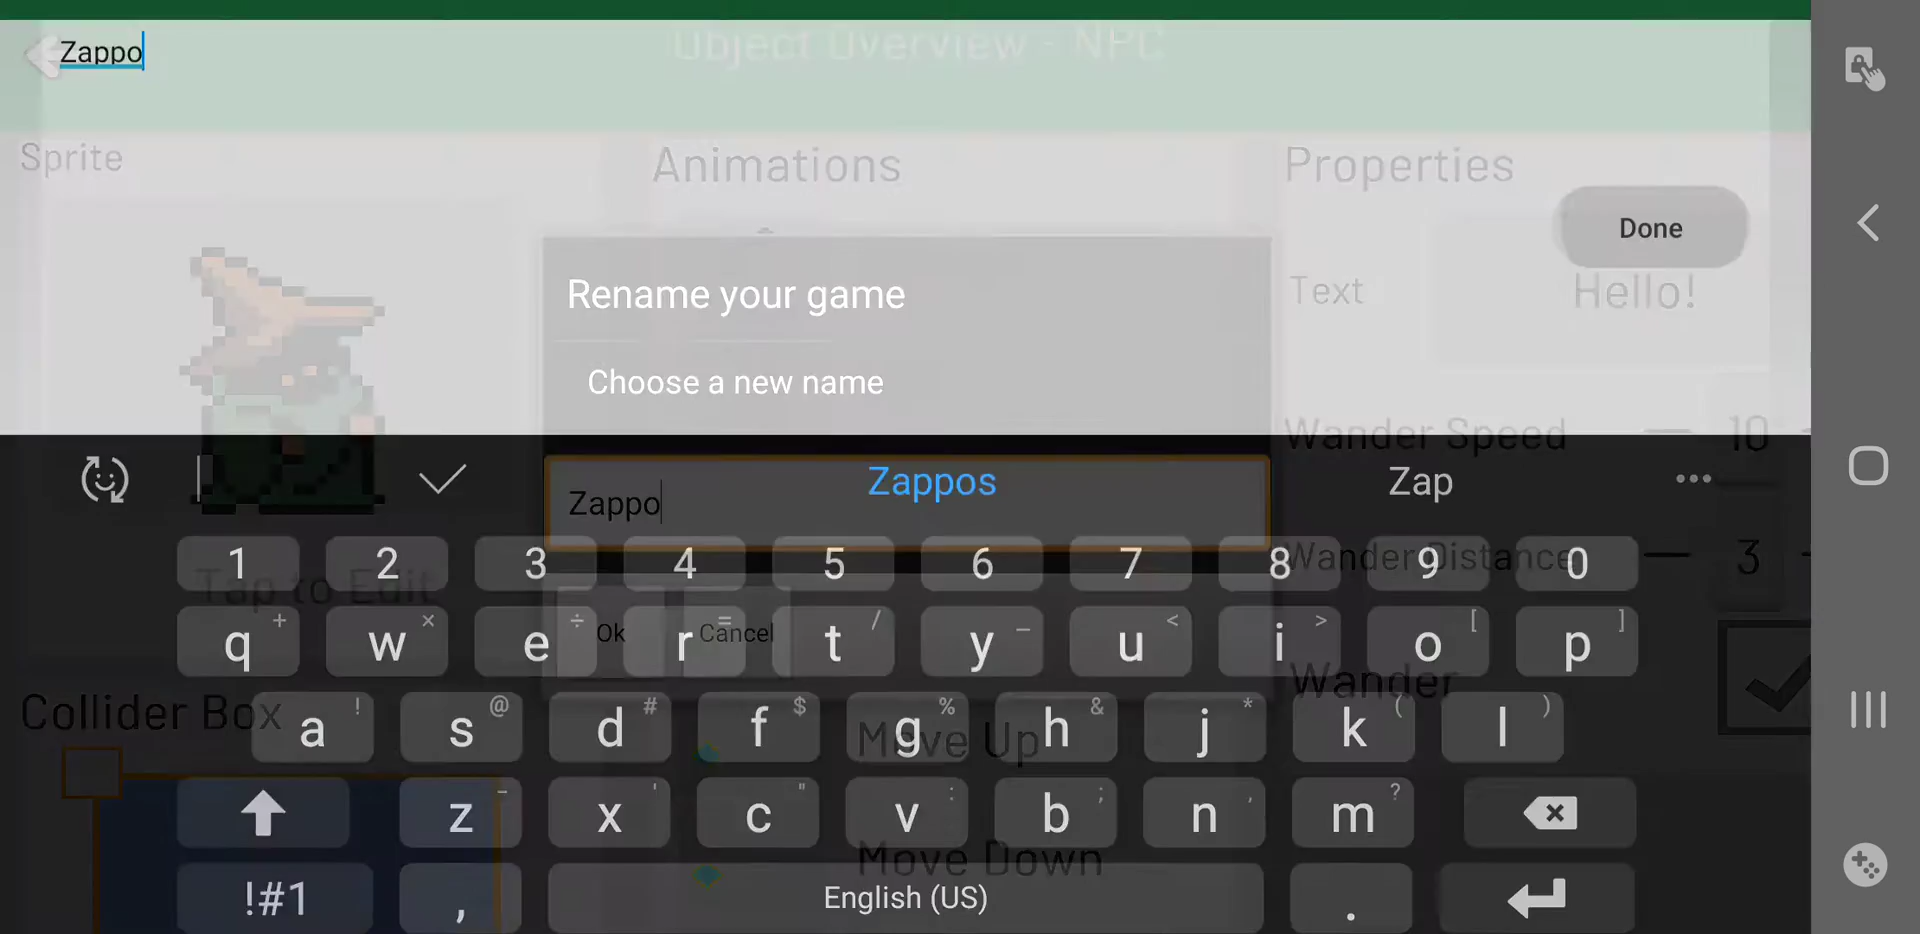 Zappo
Object Overview - NPC
Sprite
Animations
Properties
Done
Rename your game
Text
Hello!
Choose a new name
Wander Speed
10
Zappo
Zappos
Zap
Tap to Edit
Wander Distance
3
1 2 3 4 5 6 7 8 9 0
Ok
Cancel
q + w × e ÷ r = t / y – u < i > o [ p ]
Wander
Collider Box
a ! s @ d # f $ g % h & j * k ( l )
Move Up
z - x ' c " v : b ; n , m ?
Move Down
!#1 , English (US) .